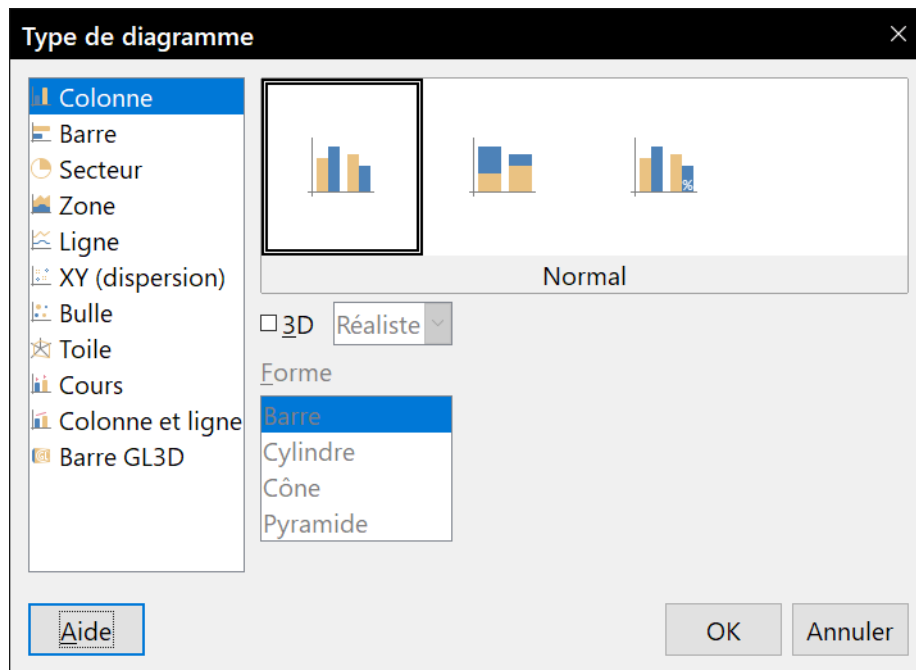 Type de diagramme
Colonne
Barre
Secteur
Zone
Ligne
XY (dispersion)
Bulle
Toile
Cours
Colonne et ligne
Barre GL3D
%
Normal
3D
Réaliste
Forme
Barre
Cylindre
Cône
Pyramide
Aide
OK
Annuler